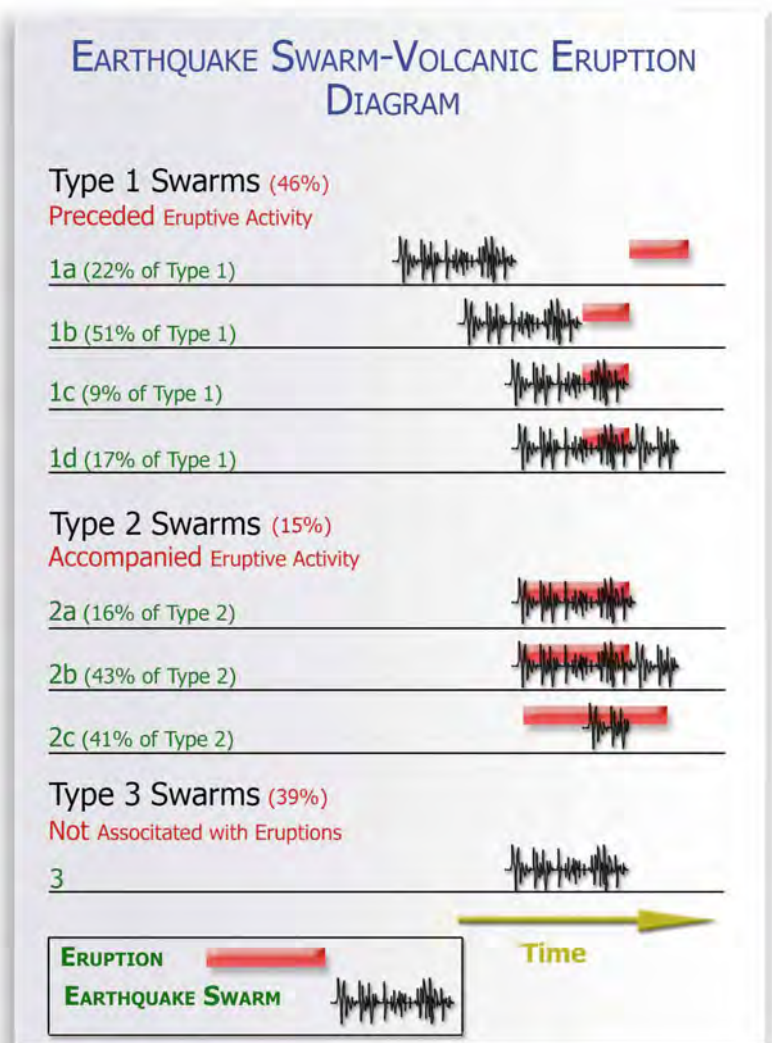 EARTHQUAKE SWARM-VOLCANIC ERUPTION
DIAGRAM
Type 1 Swarms (46%)
Preceded Eruptive Activity
1a (22% of Type 1)
1b (51% of Type 1)
1c (9% of Type 1)
1d (17% of Type 1)
Type 2 Swarms (15%)
Accompanied Eruptive Activity
2a (16% of Type 2)
2b (43% of Type 2)
2c (41% of Type 2)
Type 3 Swarms (39%)
Not Associtated with Eruptions
3
Time
ERUPTION
EARTHQUAKE SWARM